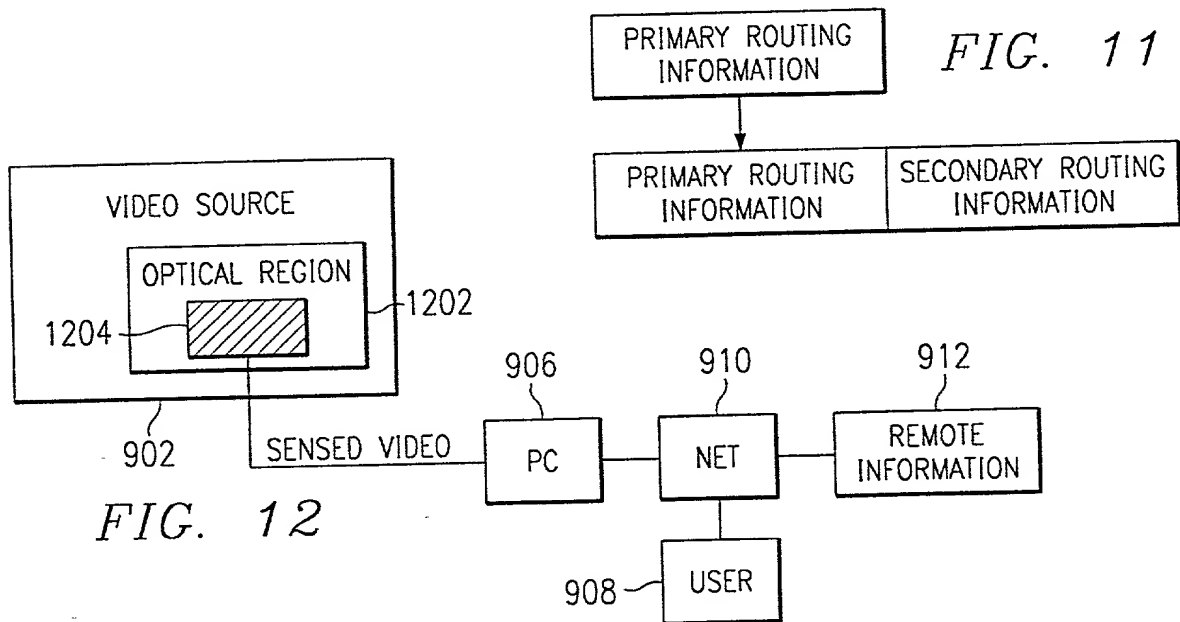 PRIMARY ROUTING
INFORMATION
FIG. 11
PRIMARY ROUTING
INFORMATION
SECONDARY ROUTING
INFORMATION
VIDEO SOURCE
OPTICAL REGION
1204
1202
902
SENSED VIDEO
906
PC
910
NET
912
REMOTE
INFORMATION
908
USER
FIG. 12